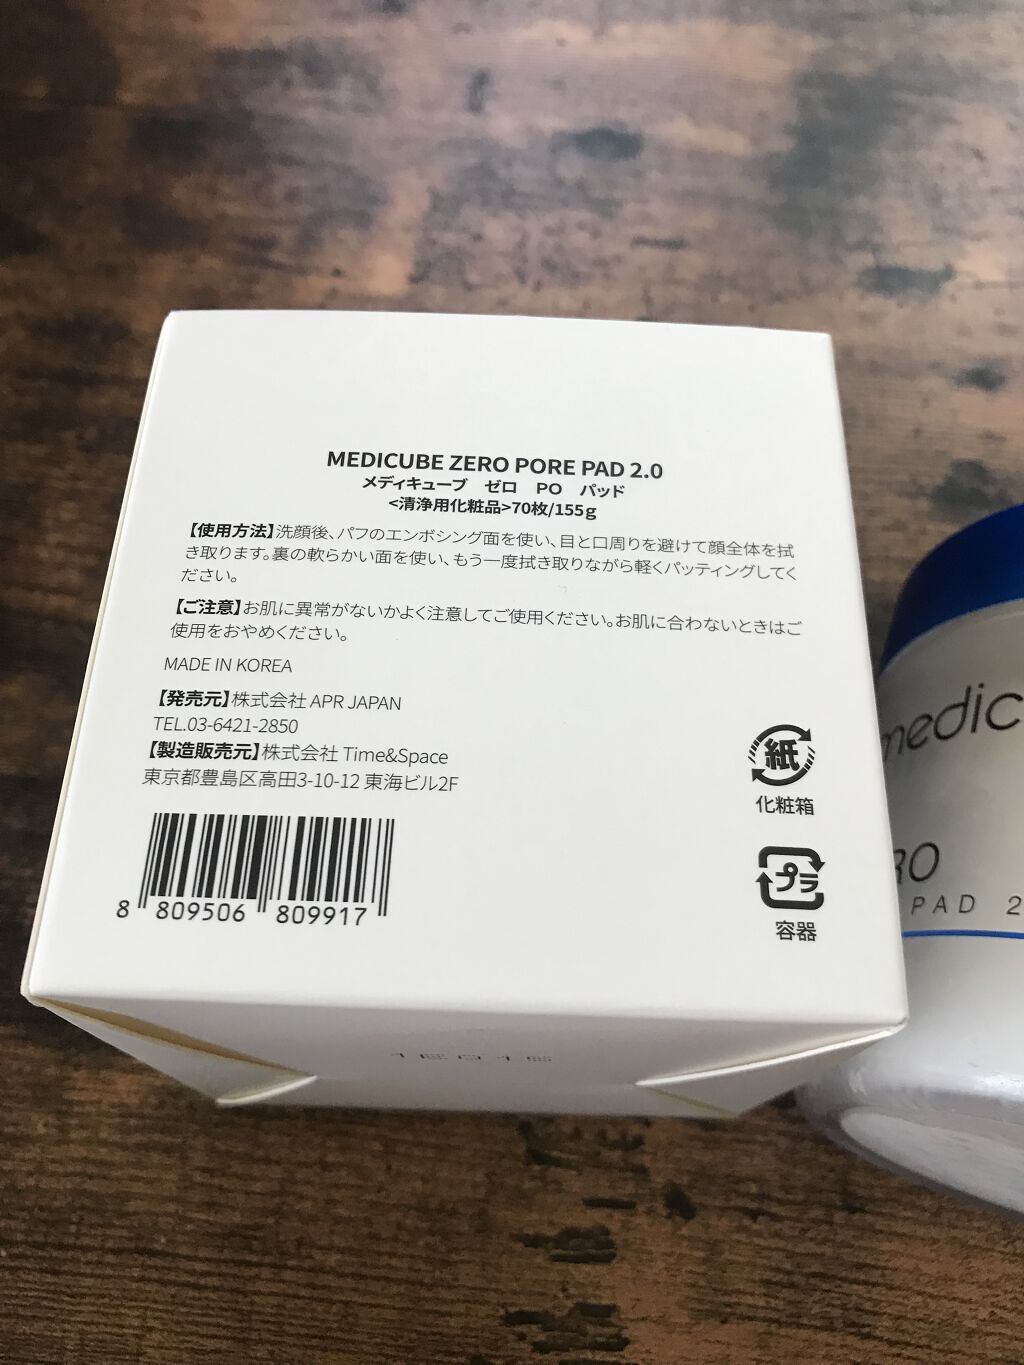 MEDICUBE ZERO PORE PAD 2.0
メディキューブ ゼロ PO パッド
<清浄用化粧品>70枚/155g
【使用方法】洗顔後、パフのエンボシング面を使い、目と口周りを避けて顔全体を拭
き取ります。裏の軟らかい面を使い、もう一度拭き取りながら軽くパッティングしてく
ださい。
【ご注意】お肌に異常がないかよく注意してご使用ください。お肌に合わないときはご
使用をおやめください。
MADE IN KOREA
【発売元】株式会社 APR JAPAN
TEL.03-6421-2850
【製造販売元】株式会社 Time&Space
東京都豊島区高田3-10-12 東海ビル2F
8 809506 809917
紙
化粧箱
プラ
容器
medic
RO
PAD 2